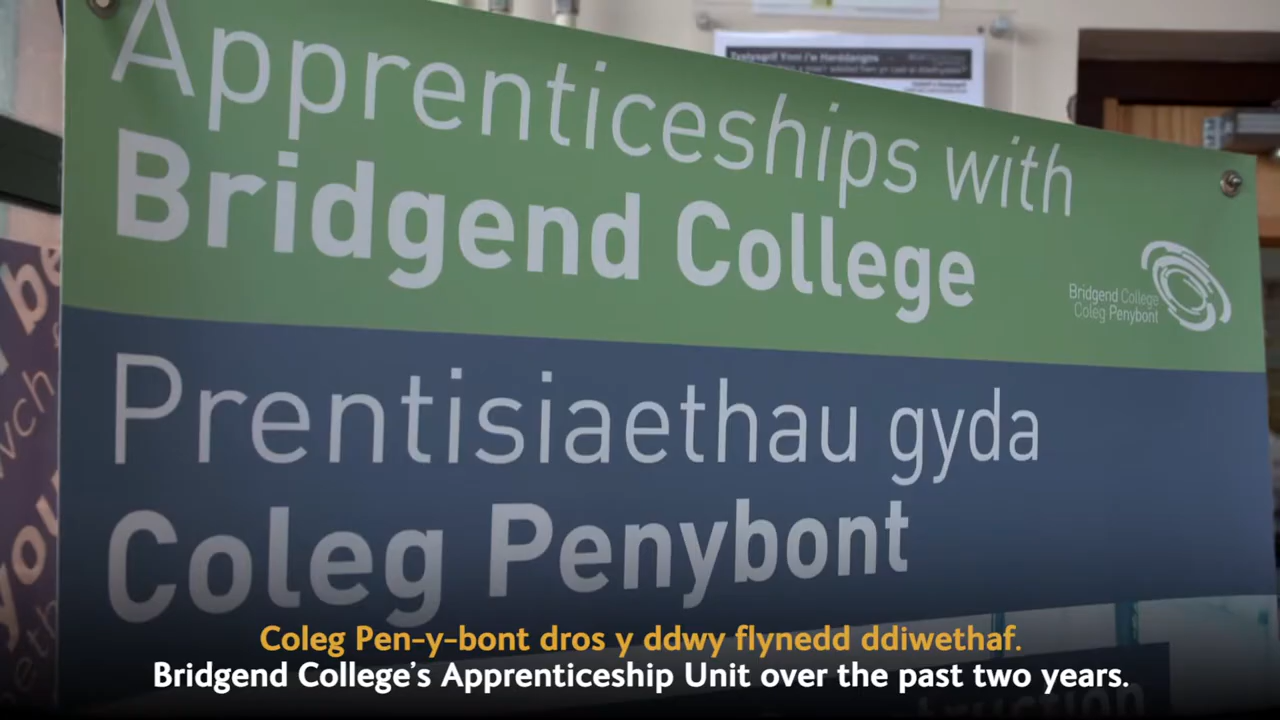 Apprenticeships with
Bridgend College
Bridgend College
Coleg Penybont
Prentisiaethau gyda
Coleg Penybont
Coleg Pen-y-bont dros y ddwy flynedd ddiwethaf.
Bridgend College's Apprenticeship Unit over the past two years.